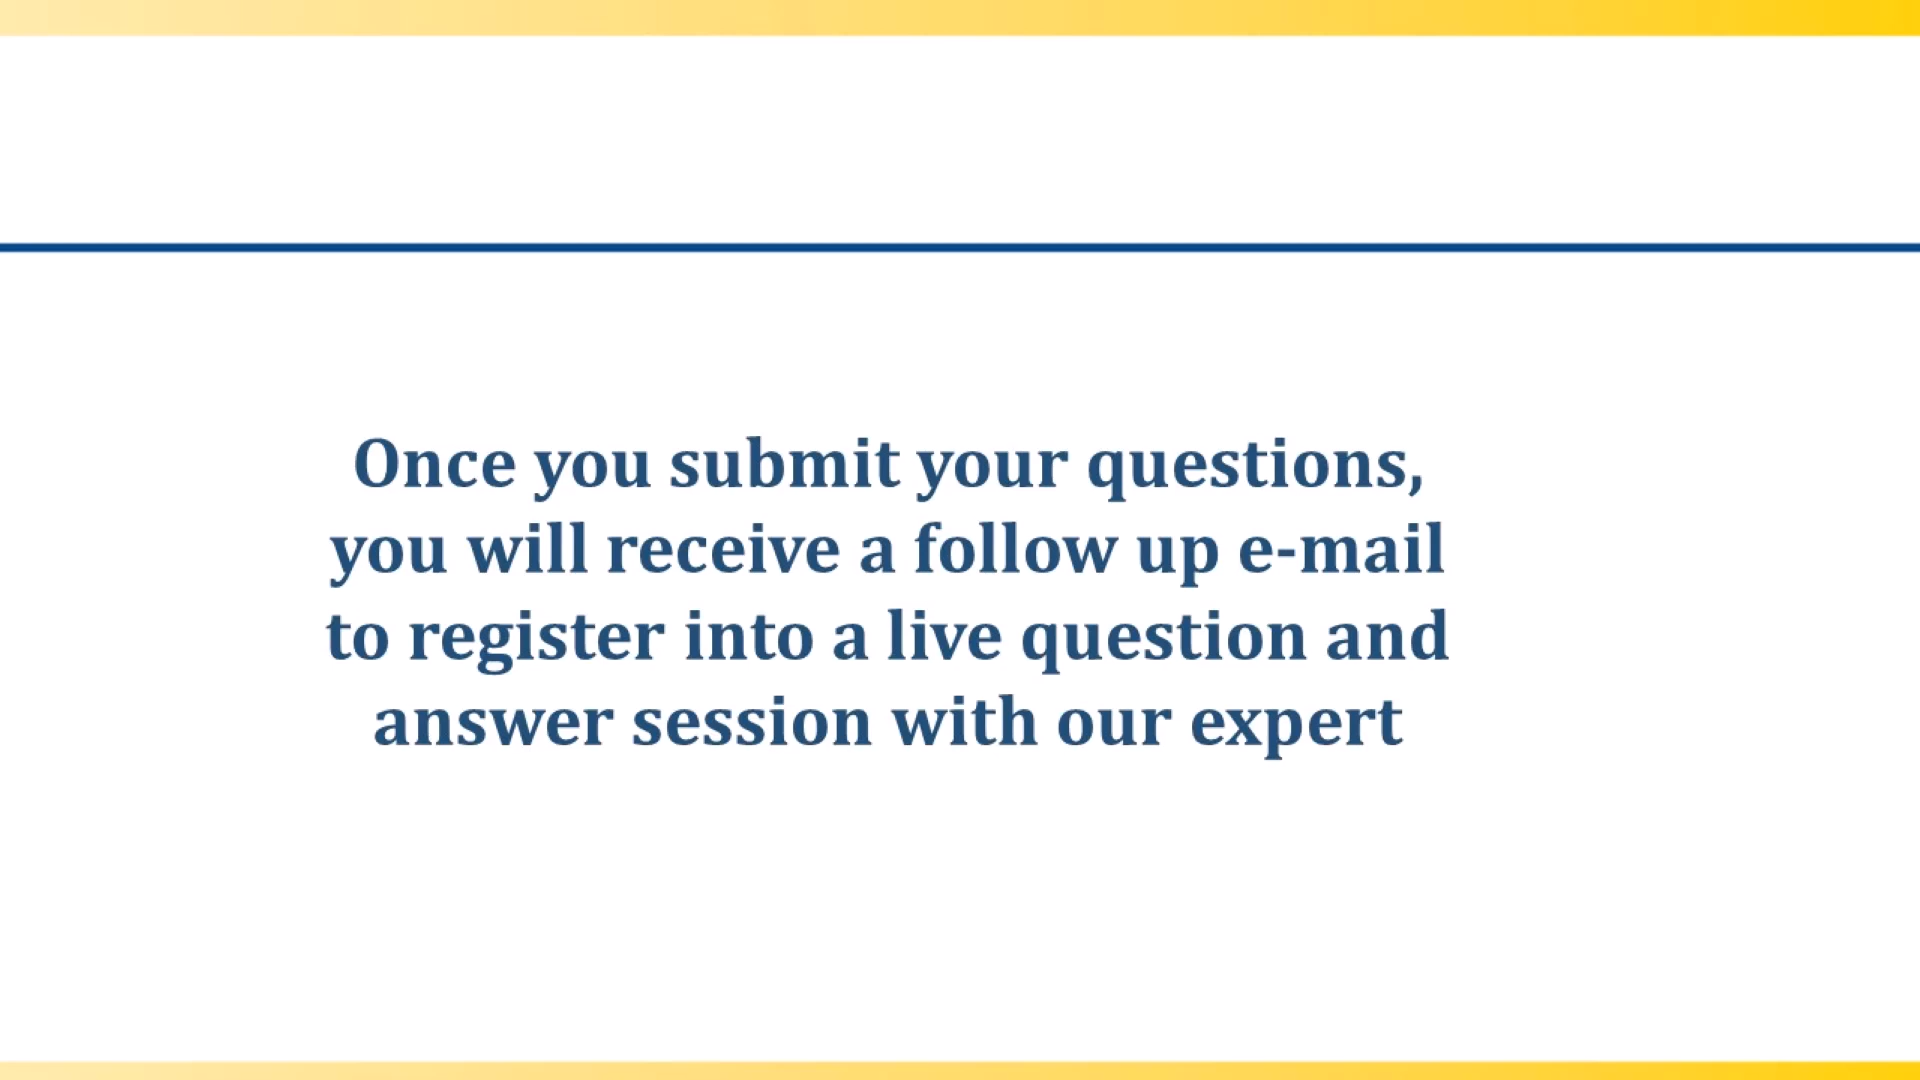 Once you submit your questions,
you will receive a follow up e-mail
to register into a live question and
answer session with our expert